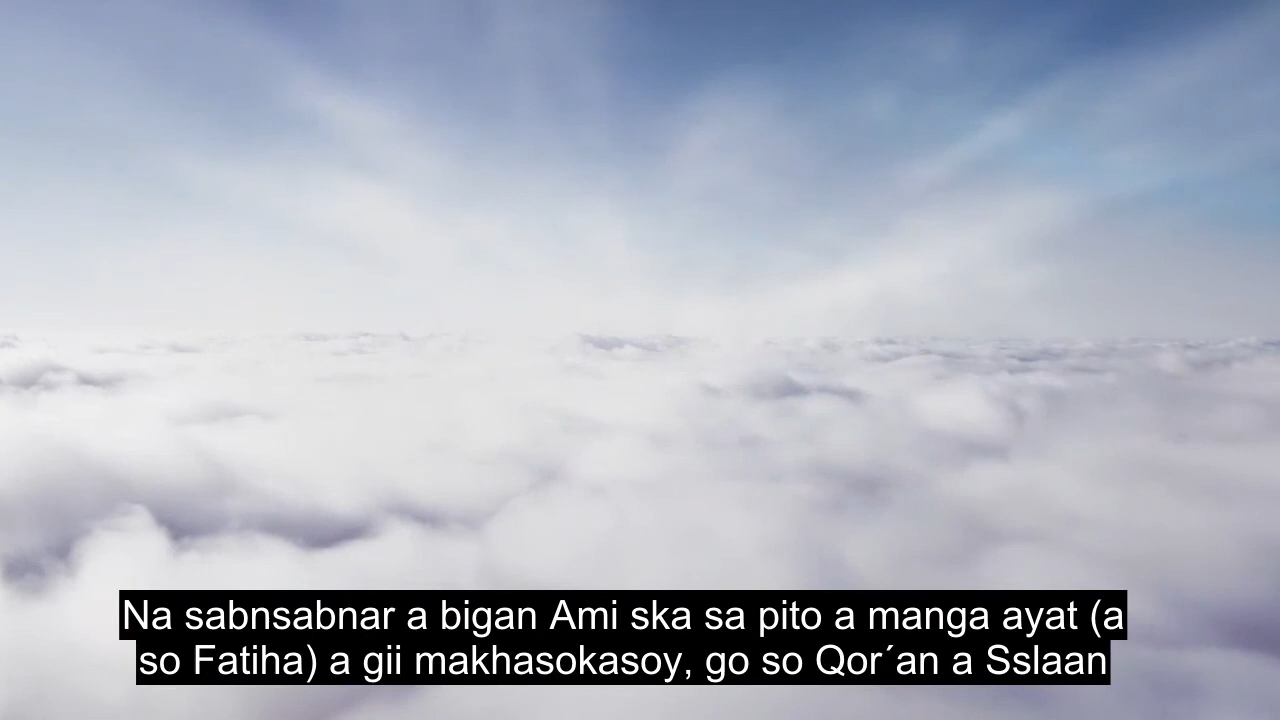 Na sabnsabnar a bigan Ami ska sa pito a manga ayat (a
so Fatiha) a gii makhasokasoy, go so Qor´an a Sslaan